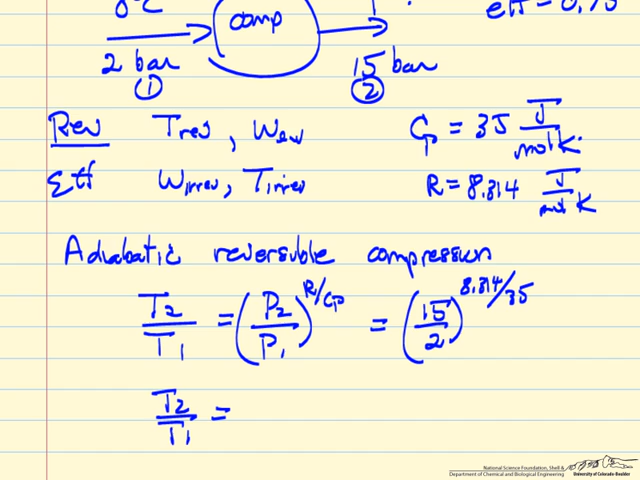 0°C
comp
eff = 0.75
2 bar
15 bar
①
②
Rev Trev, Wrev Cp = 35 J/mol K
Eff Wirrev, Tirrev R = 8.314 J/mol K
Adiabatic reversible compression
T2/T1 = (P2/P1)^R/Cp = (15/2)^8.314/35
T2/T1 =
National Science Foundation, Shell &
Department of Chemical and Biological Engineering
University of Colorado Boulder